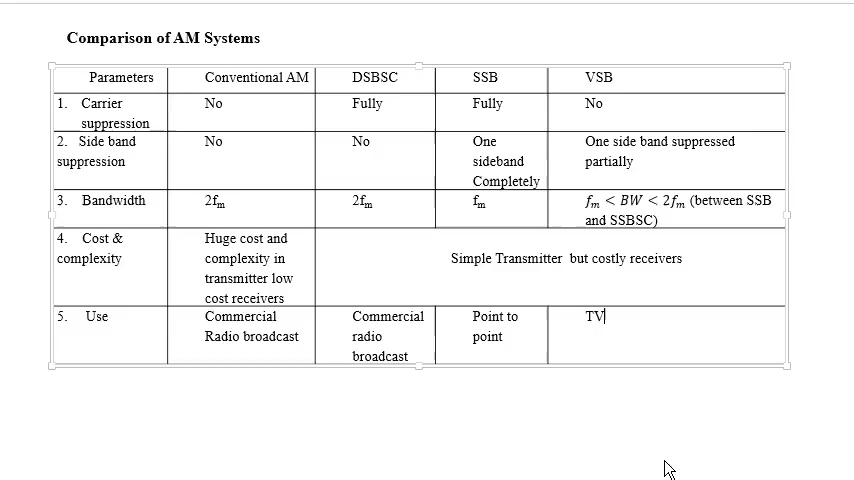 Comparison of AM Systems
Parameters Conventional AM DSBSC SSB VSB
1. Carrier suppression No Fully Fully No
2. Side band suppression No No One sideband Completely One side band suppressed partially
3. Bandwidth 2fₘ 2fₘ fₘ fₘ < BW < 2fₘ (between SSB and SSBSC)
4. Cost & complexity Huge cost and complexity in transmitter low cost receivers Simple Transmitter but costly receivers
5. Use Commercial Radio broadcast Commercial radio broadcast Point to point TV